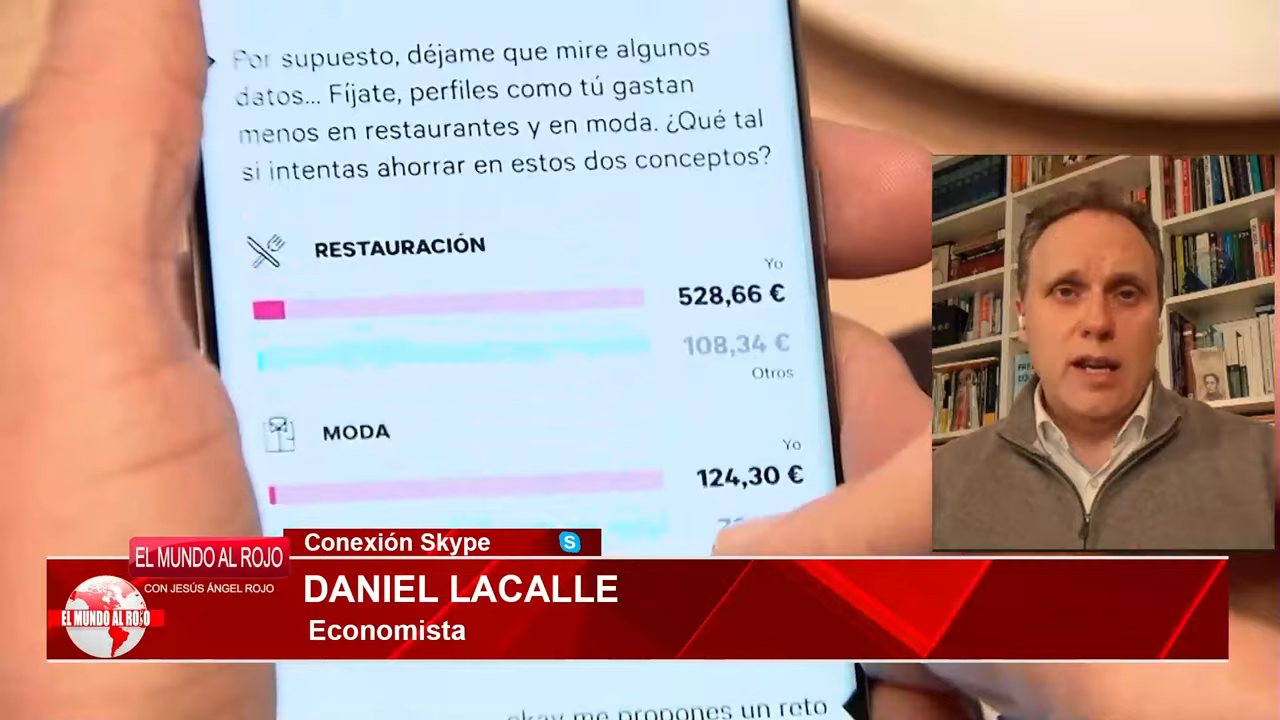 Por supuesto, déjame que mire algunos
datos... Fíjate, perfiles como tú gastan
menos en restaurantes y en moda. ¿Qué tal
si intentas ahorrar en estos dos conceptos?
RESTAURACIÓN
Yo
528,66 €
108,34 €
Otros
MODA
Yo
124,30 €
Conexión Skype
EL MUNDO AL ROJO
CON JESÚS ÁNGEL ROJO
DANIEL LACALLE
EL MUNDO AL ROJO
Economista
okay me propones un reto